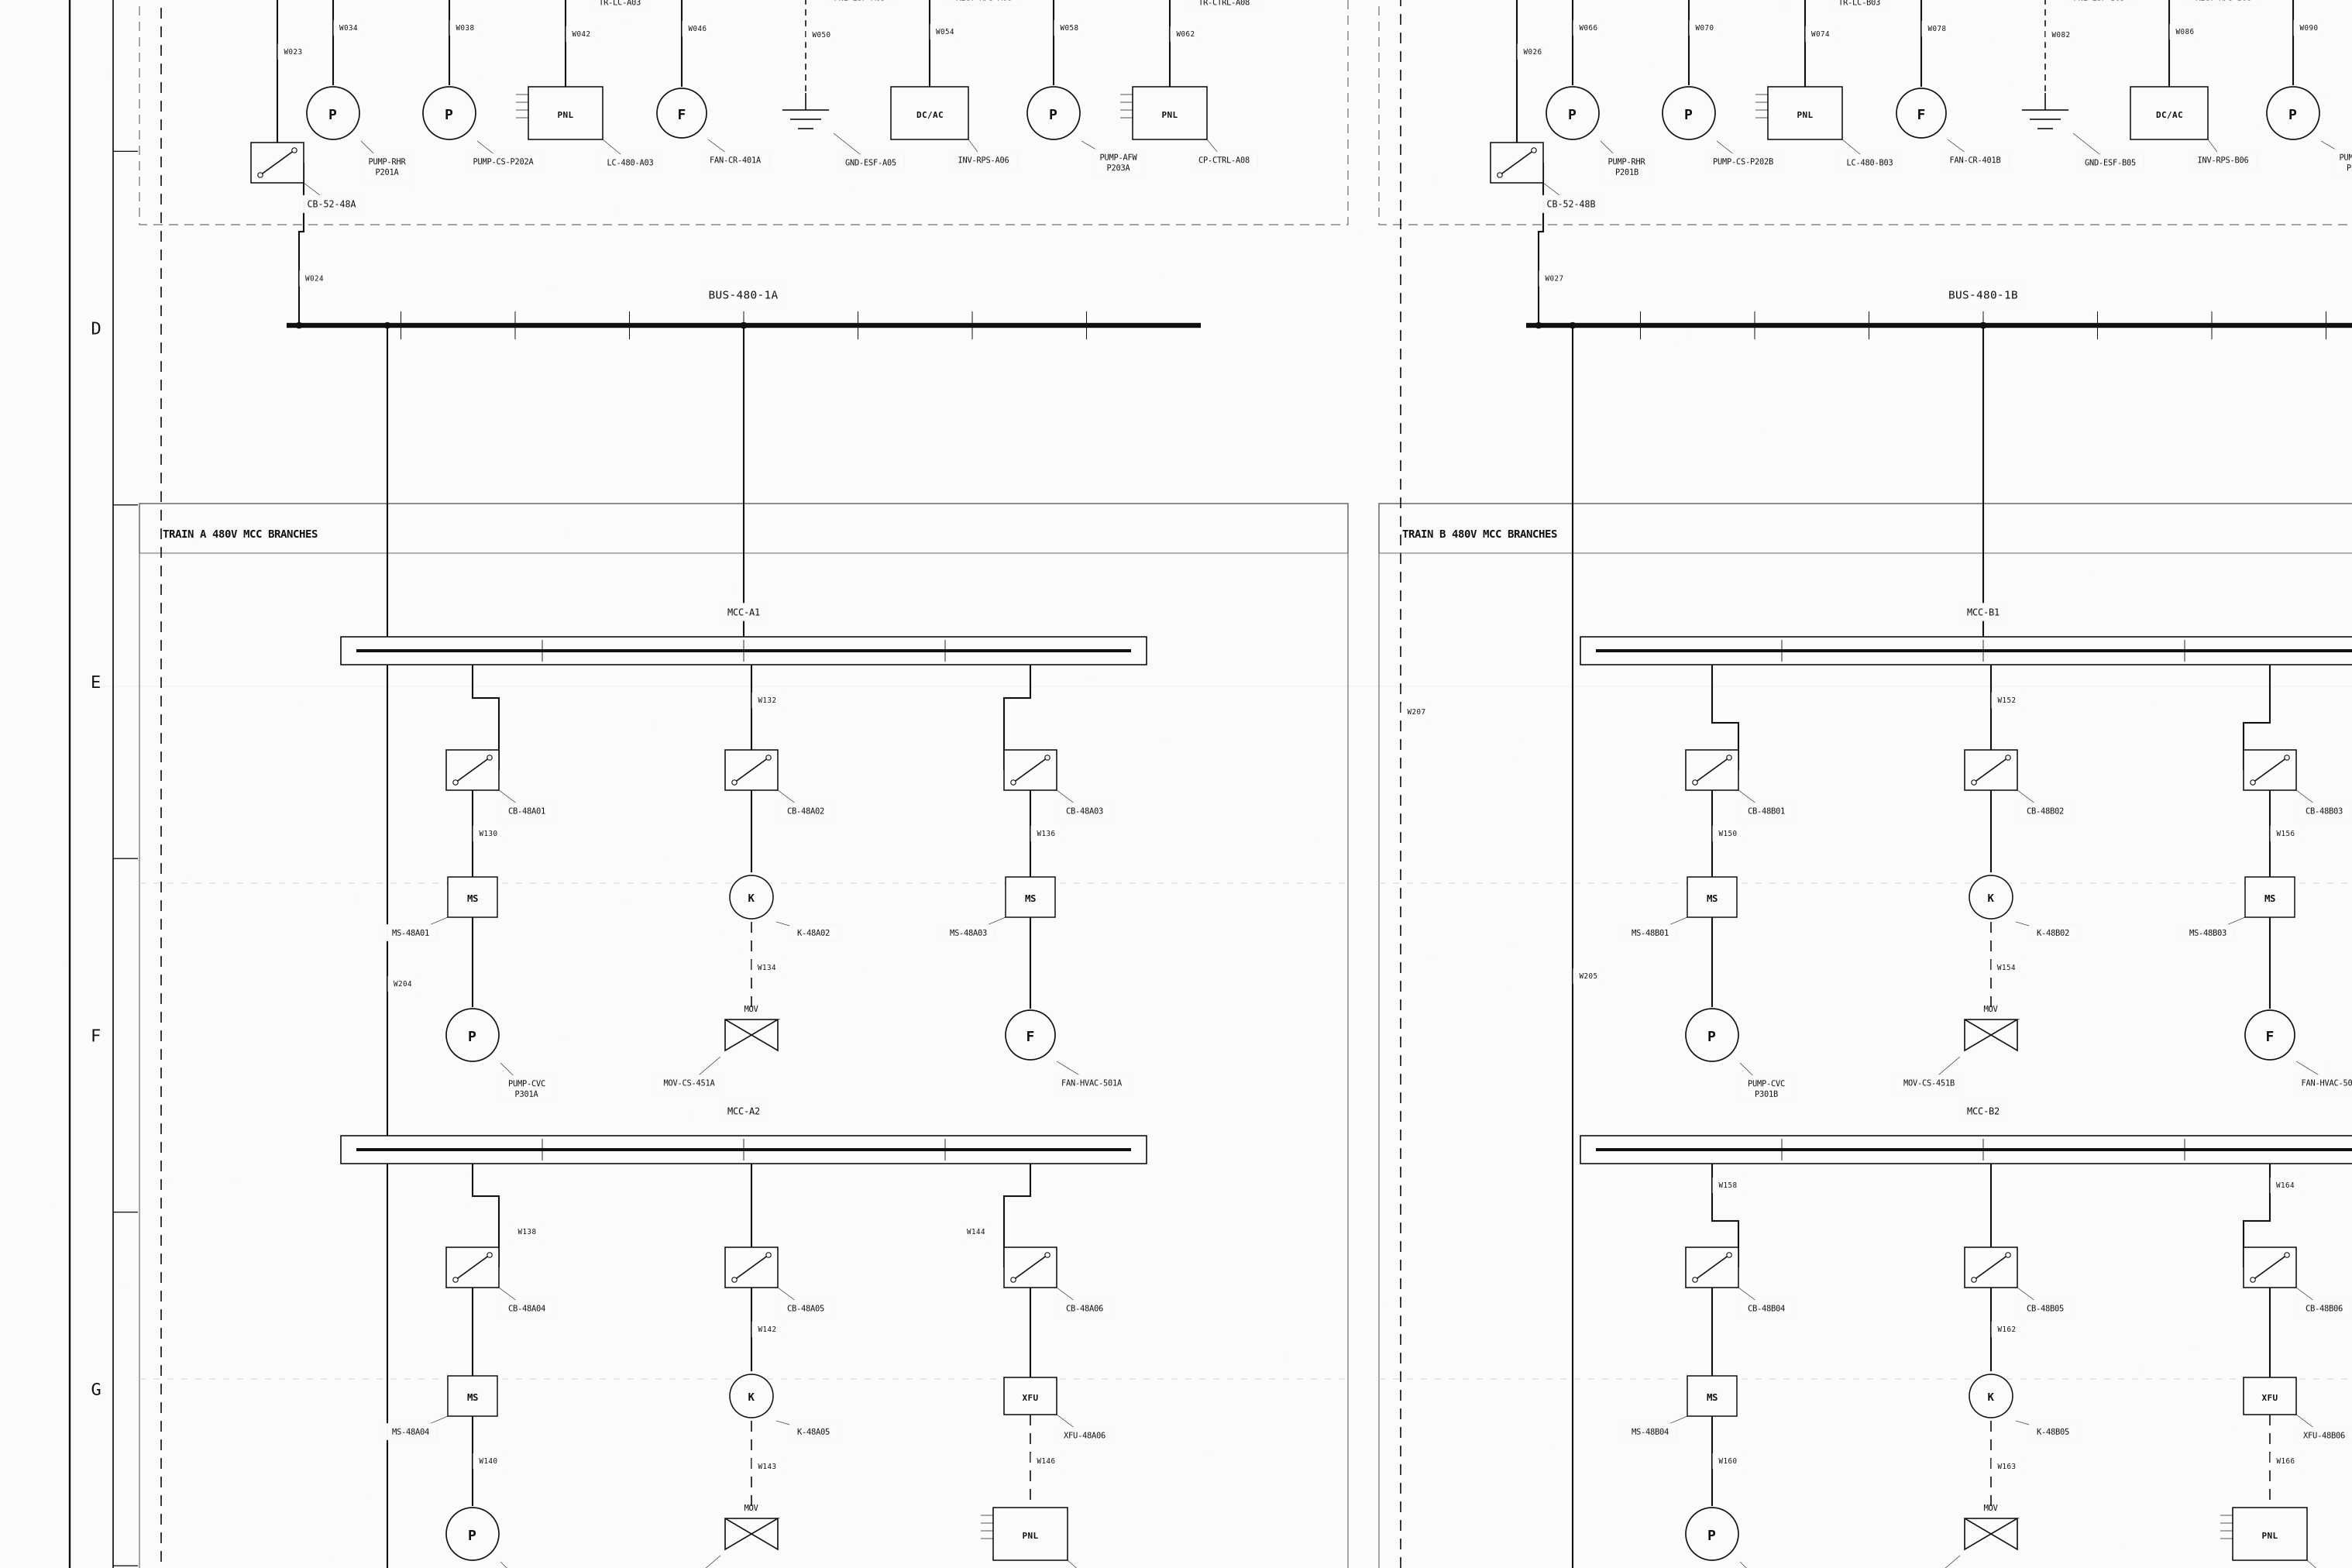 TR-LC-A03
TR-CTRL-A08
TR-LC-B03
W034
W038
W042
W046
W050
W054
W058
W062
W066
W070
W074
W078
W082
W086
W090
W023
W026
P
P
PNL
F
DC/AC
P
PNL
P
P
PNL
F
DC/AC
P
PUMP-RHR
P201A
PUMP-CS-P202A
LC-480-A03
FAN-CR-401A
GND-ESF-A05
INV-RPS-A06
PUMP-AFW
P203A
CP-CTRL-A08
PUMP-RHR
P201B
PUMP-CS-P202B
LC-480-B03
FAN-CR-401B
GND-ESF-B05
INV-RPS-B06
CB-52-48A
CB-52-48B
W024
W027
BUS-480-1A
BUS-480-1B
D
TRAIN A 480V MCC BRANCHES
TRAIN B 480V MCC BRANCHES
MCC-A1
MCC-B1
E
W132
W152
W207
CB-48A01
CB-48A02
CB-48A03
CB-48B01
CB-48B02
CB-48B03
W130
W136
W150
W156
MS
K
MS
MS
K
MS
MS-48A01
K-48A02
MS-48A03
MS-48B01
K-48B02
MS-48B03
W134
W154
W204
W205
MOV
MOV
F
P
F
P
F
PUMP-CVC
P301A
MOV-CS-451A
FAN-HVAC-501A
PUMP-CVC
P301B
MOV-CS-451B
FAN-HVAC-50
MCC-A2
MCC-B2
W158
W164
W138
W144
CB-48A04
CB-48A05
CB-48A06
CB-48B04
CB-48B05
CB-48B06
W142
W162
G
MS
K
XFU
MS
K
XFU
MS-48A04
K-48A05
XFU-48A06
MS-48B04
K-48B05
XFU-48B06
W140
W143
W146
W160
W163
W166
MOV
MOV
P
PNL
P
PNL